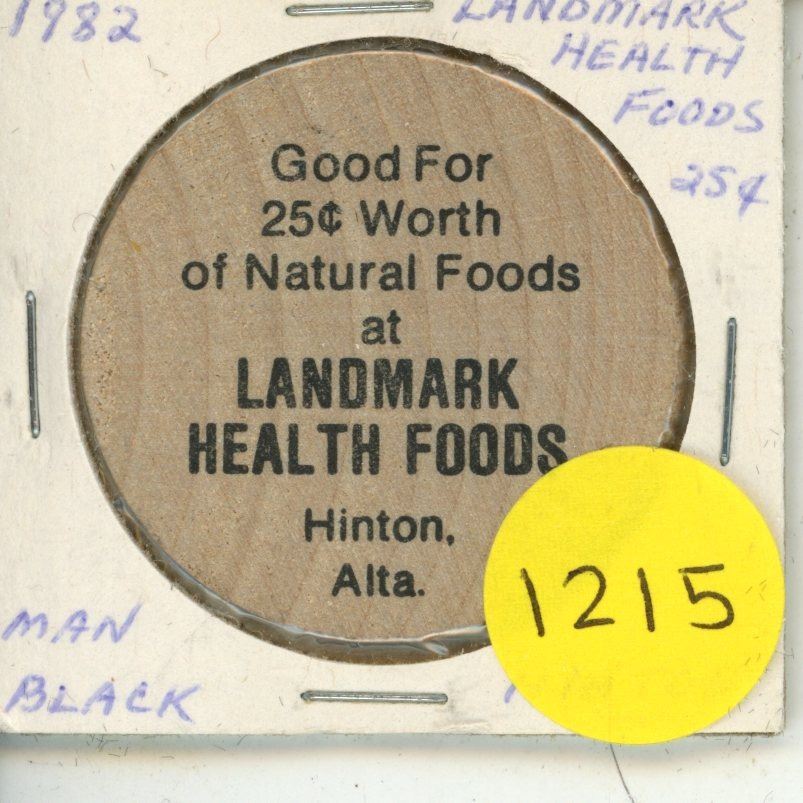 1982
LANDMARK
HEALTH
FOODS
25¢
Good For
25¢ Worth
of Natural Foods
at
LANDMARK
HEALTH FOODS
Hinton,
Alta.
MAN
BLACK
1215